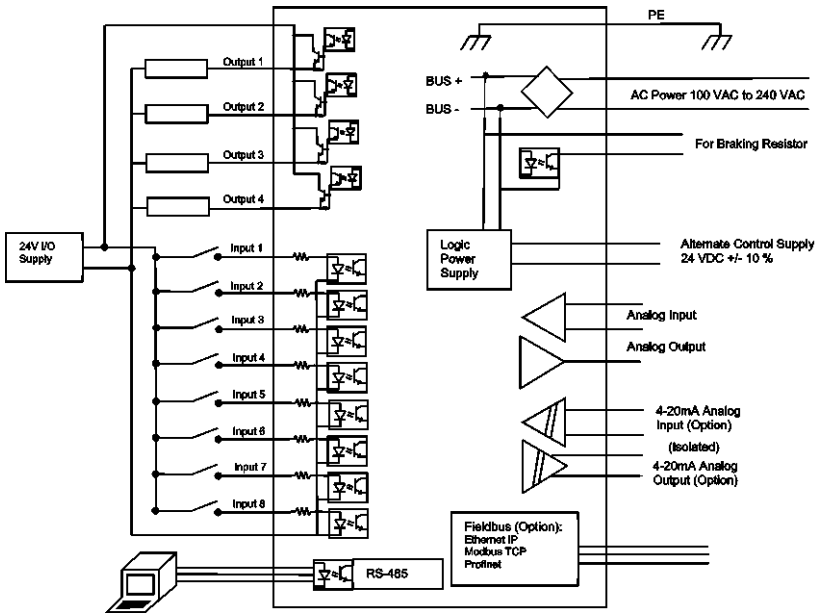 PE
Output 1
Output 2
Output 3
Output 4
BUS +
BUS -
AC Power 100 VAC to 240 VAC
For Braking Resistor
24V I/O
Supply
Logic
Power
Supply
Alternate Control Supply
24 VDC +/- 10 %
Input 1
Input 2
Input 3
Input 4
Input 5
Input 6
Input 7
Input 8
Analog Input
Analog Output
4-20mA Analog
Input (Option)
(Isolated)
4-20mA Analog
Output (Option)
Fieldbus (Option):
Ethernet IP
Modbus TCP
Profinet
RS-485